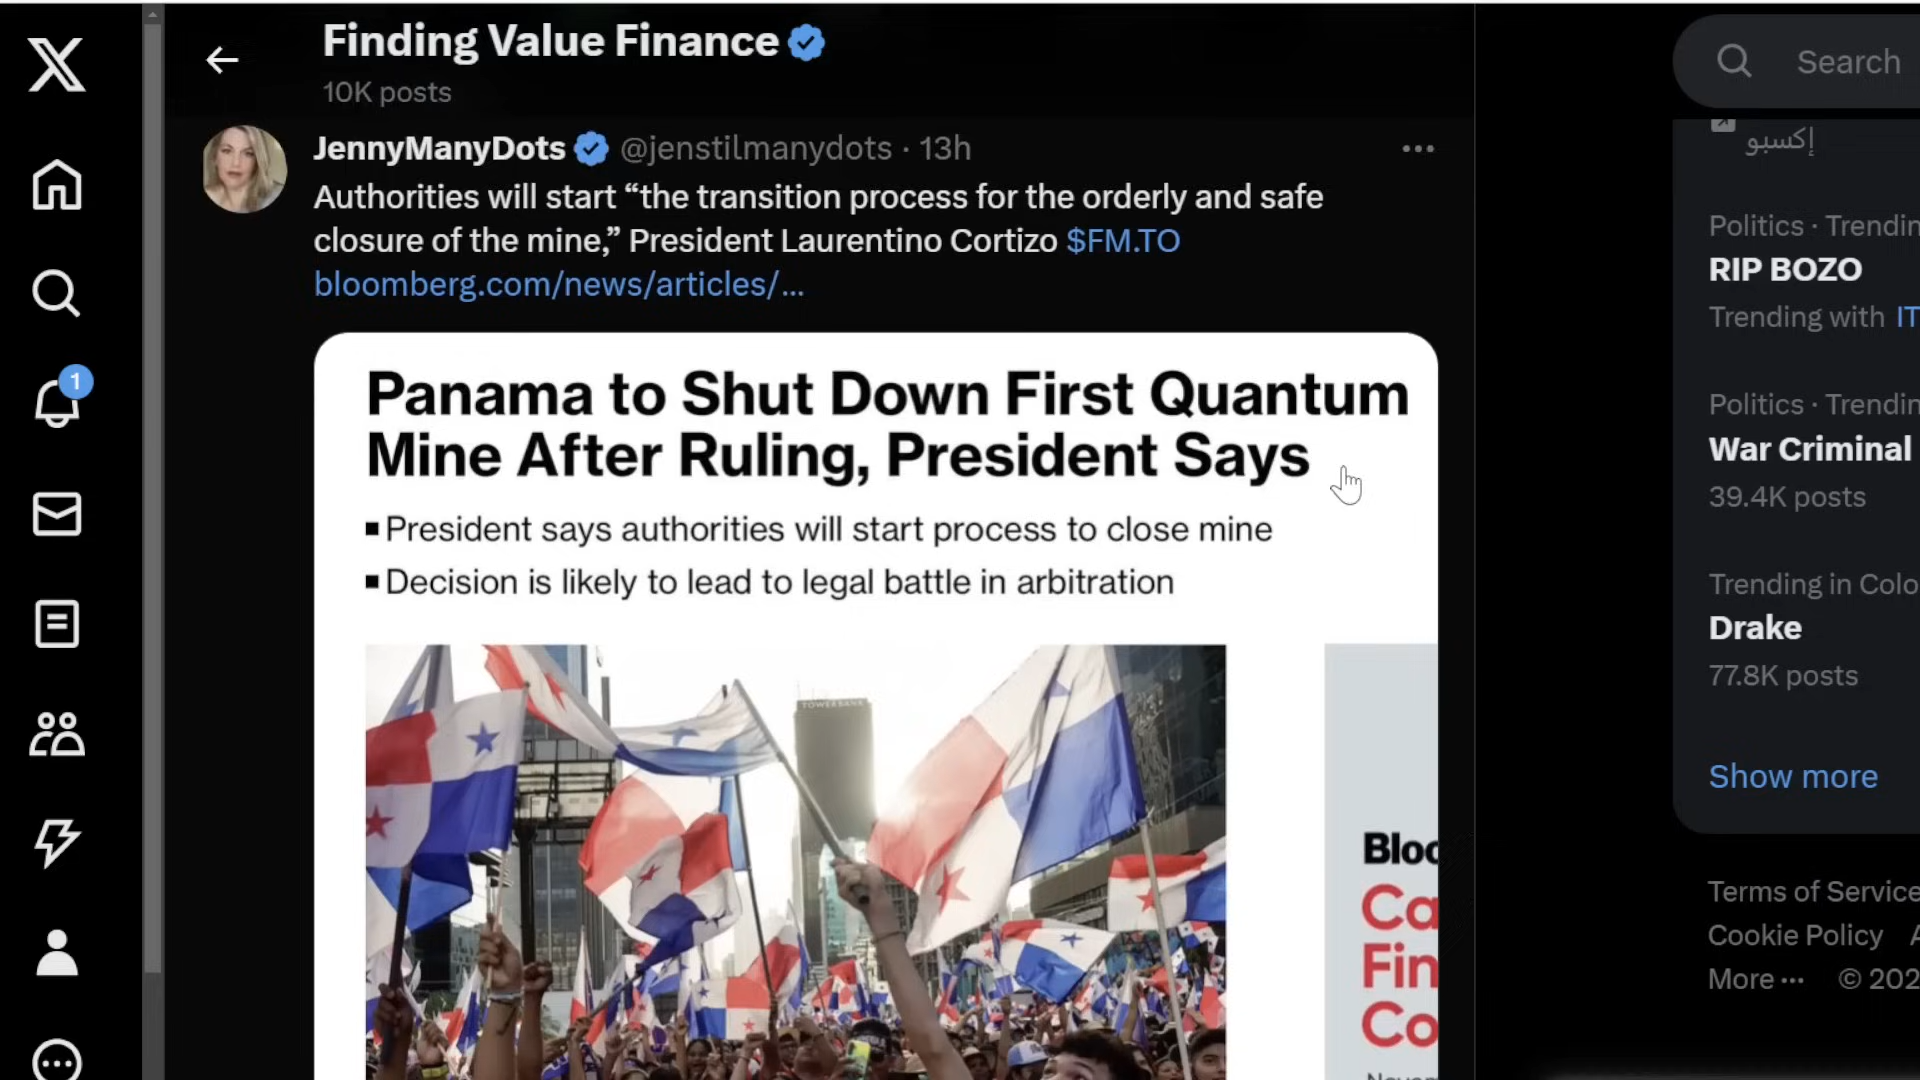 Finding Value Finance
10K posts
JennyManyDots @jenstilmanydots · 13h
Authorities will start “the transition process for the orderly and safe
closure of the mine,” President Laurentino Cortizo $FM.TO
bloomberg.com/news/articles/...
Panama to Shut Down First Quantum
Mine After Ruling, President Says
▪ President says authorities will start process to close mine
▪ Decision is likely to lead to legal battle in arbitration
TOWERBANK
1
Search
إكسبو
Politics · Trendin
RIP BOZO
Trending with IT
Politics · Trendin
War Criminal
39.4K posts
Trending in Colo
Drake
77.8K posts
Show more
Terms of Service
Cookie Policy
More ··· © 202